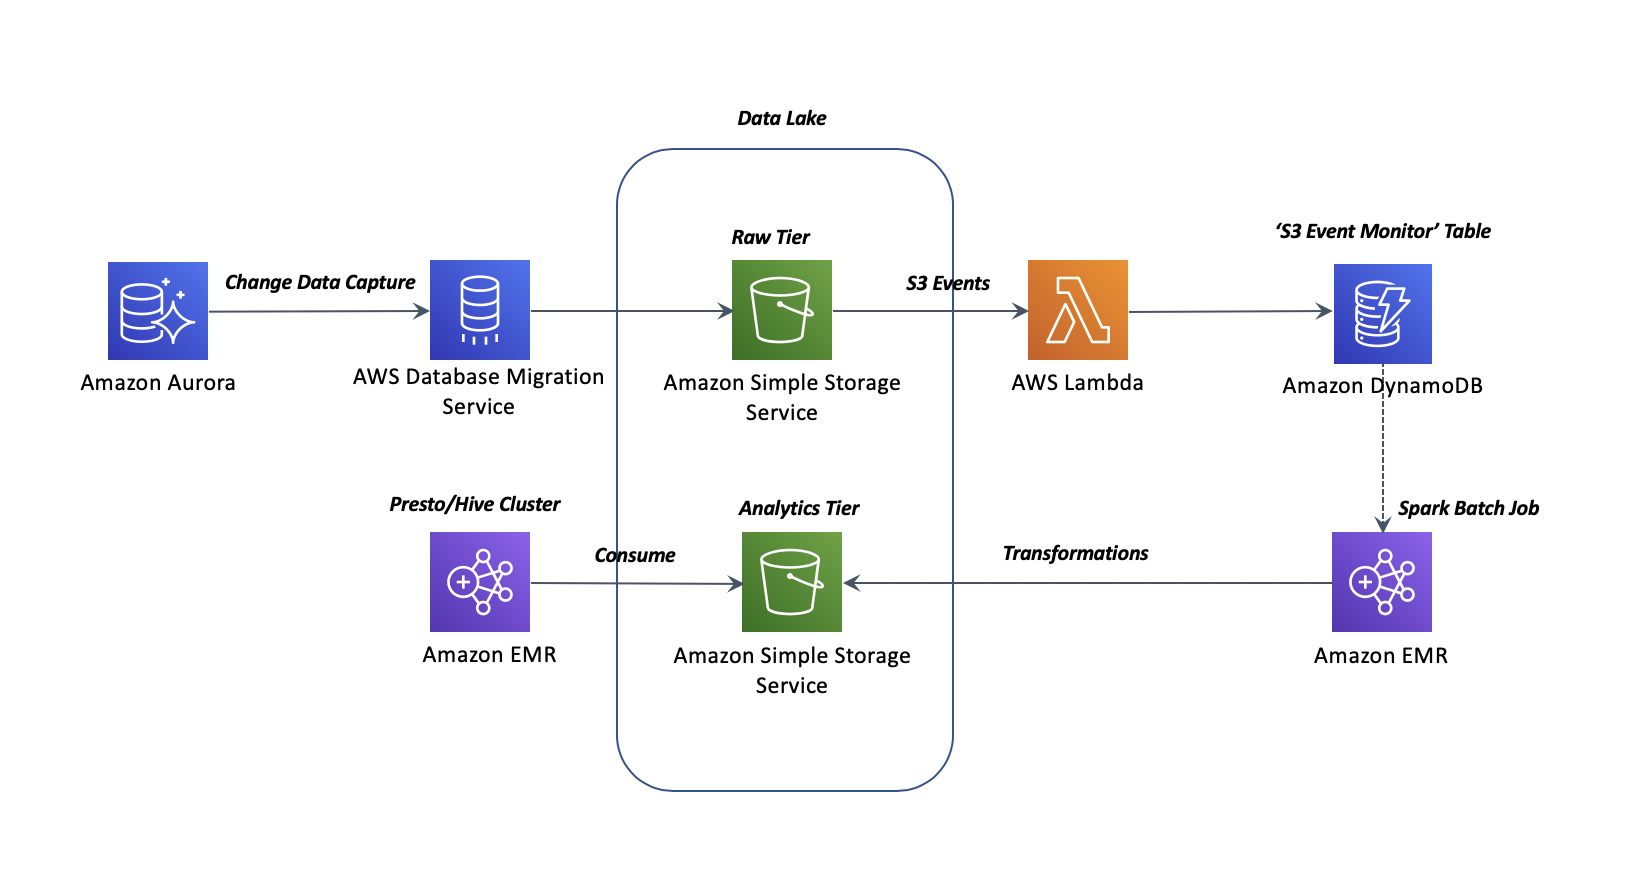 Data Lake
Raw Tier
‘S3 Event Monitor’ Table
Change Data Capture
S3 Events
Amazon Aurora
AWS Database Migration
Service
Amazon Simple Storage
Service
AWS Lambda
Amazon DynamoDB
Presto/Hive Cluster
Analytics Tier
Spark Batch Job
Consume
Transformations
Amazon EMR
Amazon Simple Storage
Service
Amazon EMR